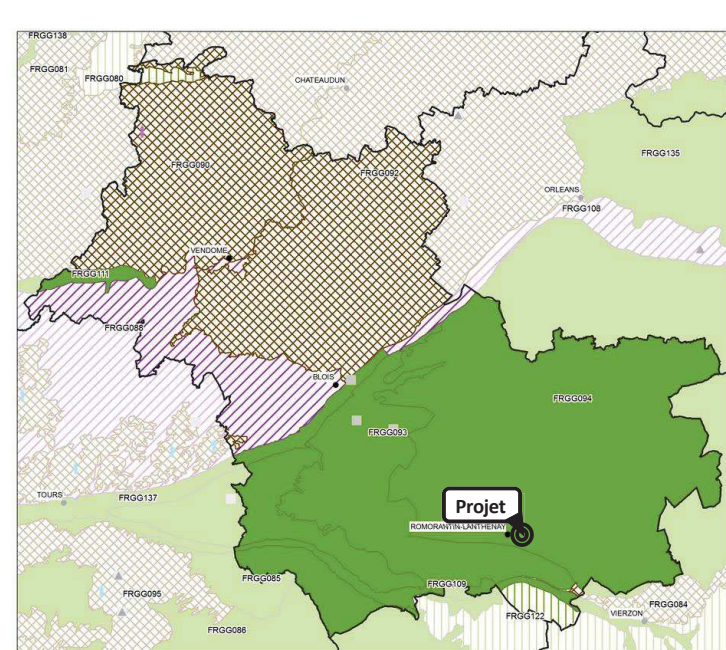 FRGG138
FRGG081
FRGG080
CHATEAUDUN
FRGG090
FRGG092
FRGG135
ORLEANS
FRGG108
VENDOME
FRGG111
FRGG088
BLOIS
FRGG094
FRGG093
TOURS
FRGG137
Projet
ROMORANTIN-LANTHENAY
FRGG085
FRGG109
FRGG095
FRGG084
FRGG122
VIERZON
FRGG086